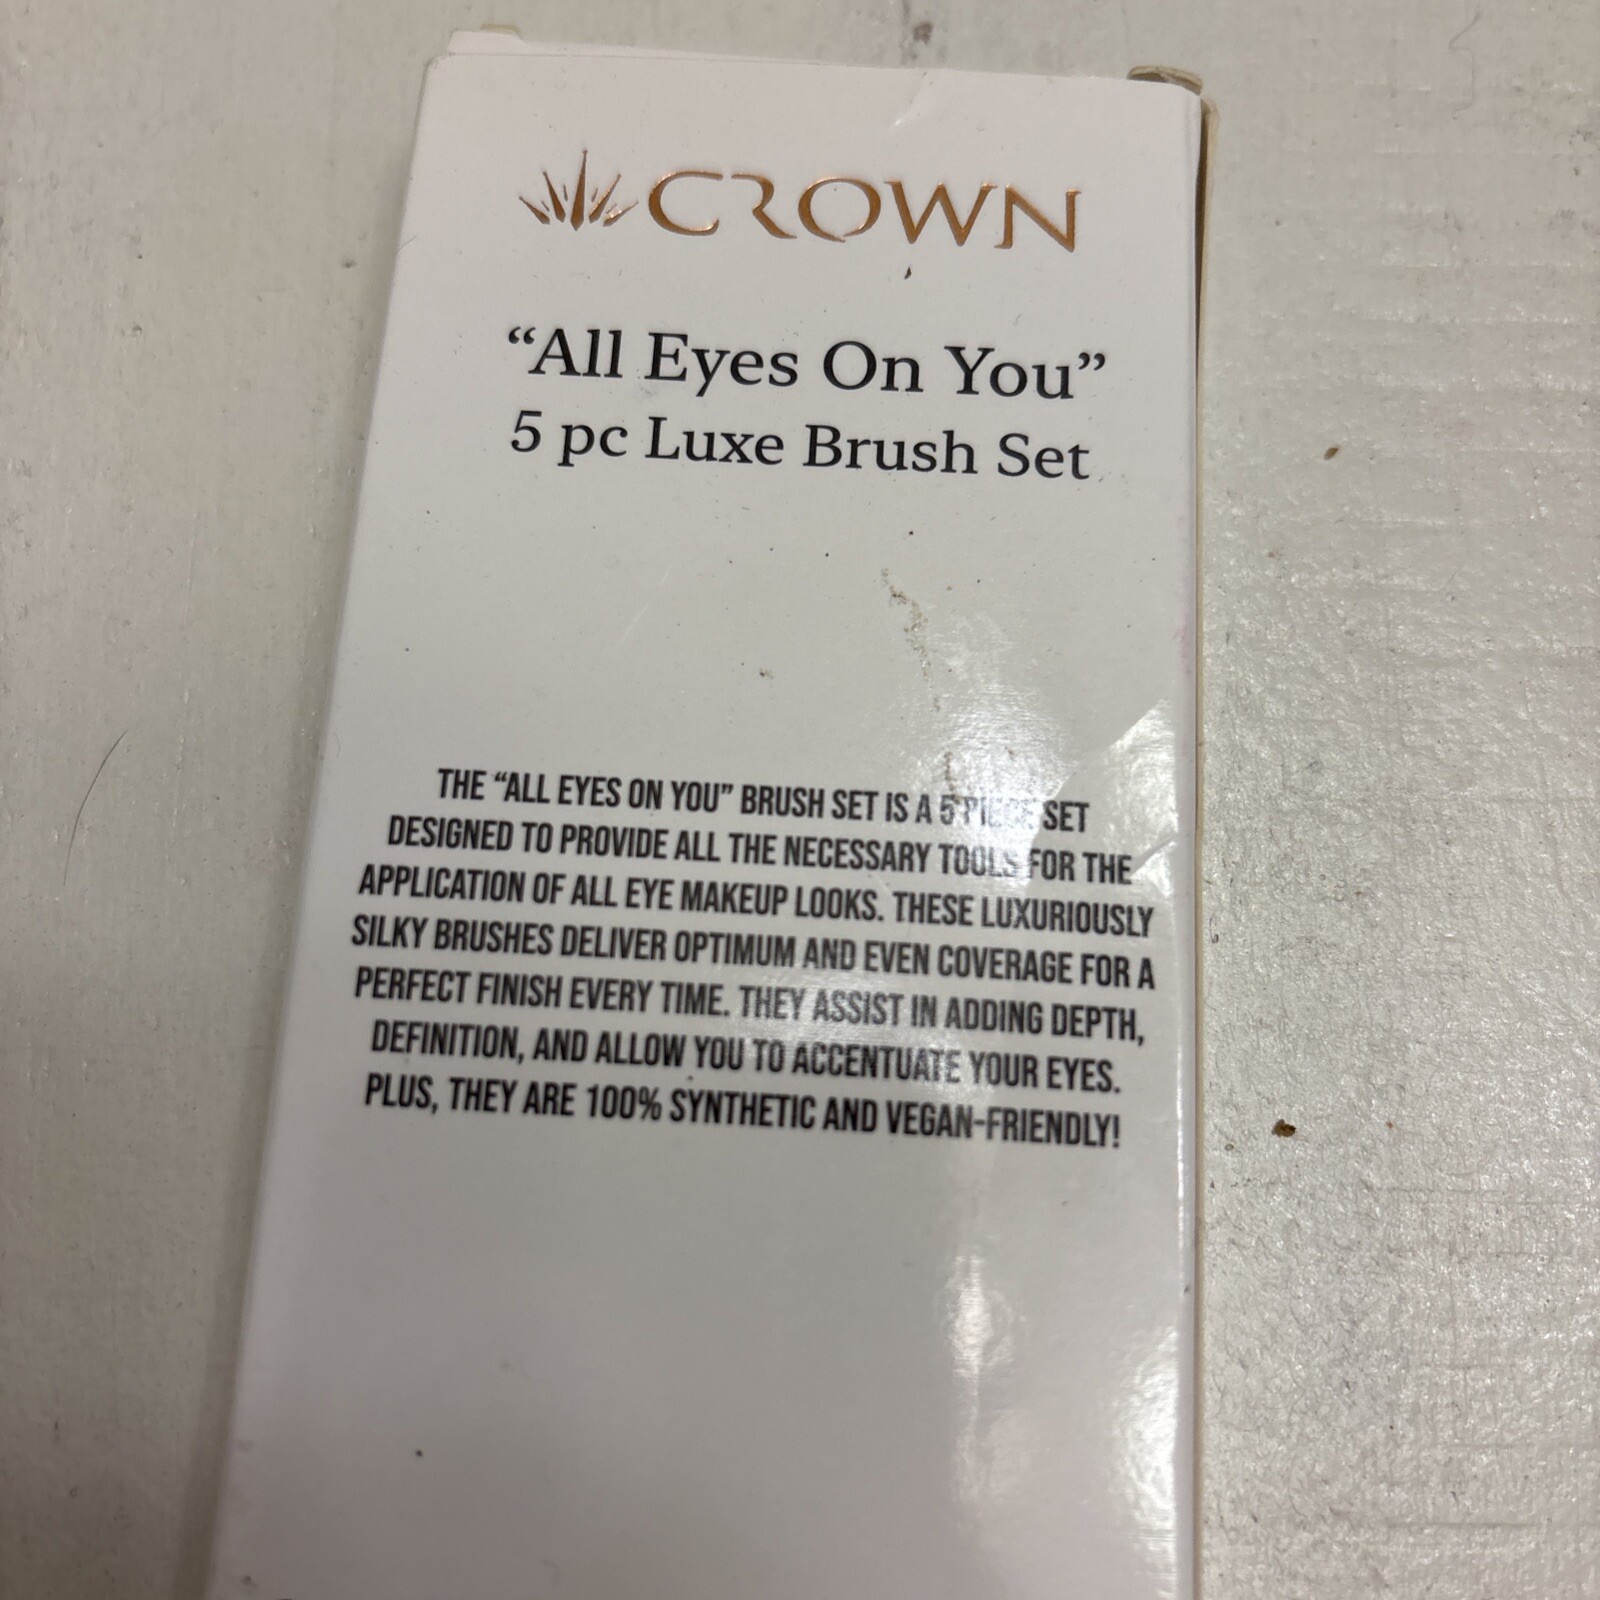 CROWN
“All Eyes On You”
5 pc Luxe Brush Set
THE “ALL EYES ON YOU” BRUSH SET IS A 5 PIECE SET
DESIGNED TO PROVIDE ALL THE NECESSARY TOOLS FOR THE
APPLICATION OF ALL EYE MAKEUP LOOKS. THESE LUXURIOUSLY
SILKY BRUSHES DELIVER OPTIMUM AND EVEN COVERAGE FOR A
PERFECT FINISH EVERY TIME. THEY ASSIST IN ADDING DEPTH,
DEFINITION, AND ALLOW YOU TO ACCENTUATE YOUR EYES.
PLUS, THEY ARE 100% SYNTHETIC AND VEGAN-FRIENDLY!